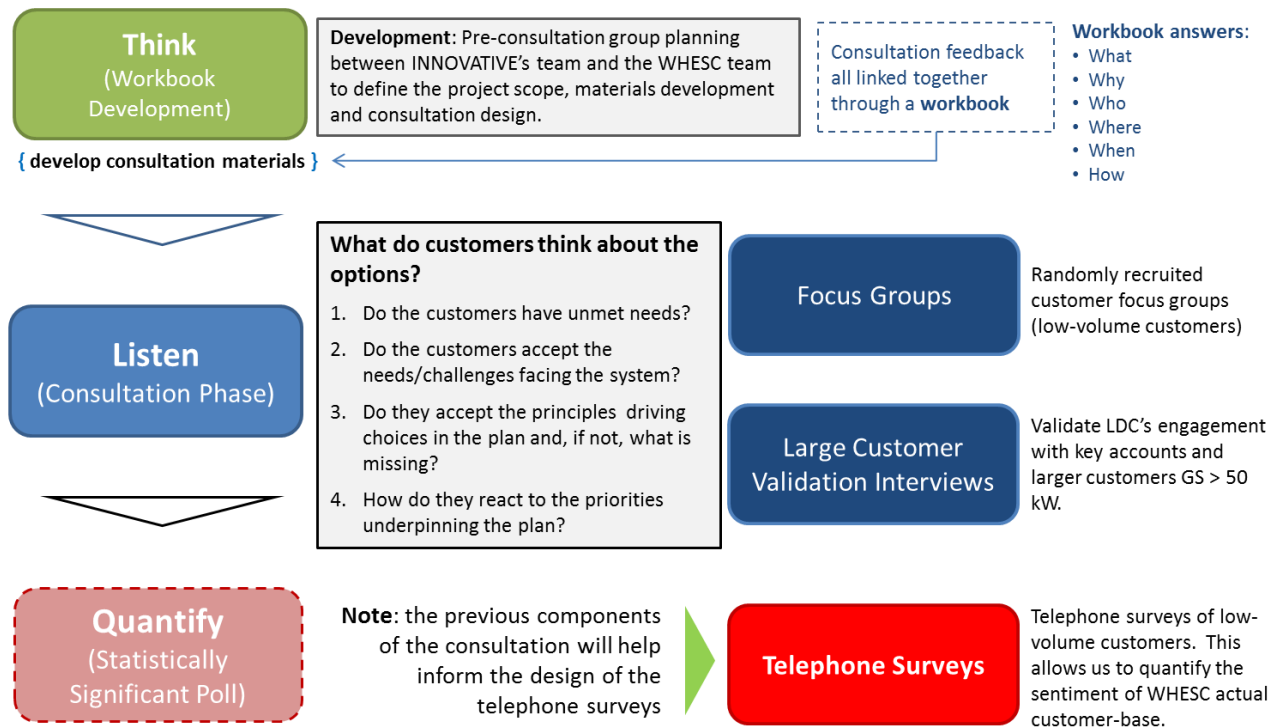 Think
(Workbook
Development)
{ develop consultation materials }
Development: Pre-consultation group planning
between INNOVATIVE’s team and the WHESC team
to define the project scope, materials development
and consultation design.
Consultation feedback
all linked together
through a workbook
Workbook answers:
• What
• Why
• Who
• Where
• When
• How
Listen
(Consultation Phase)
What do customers think about the
options?
1. Do the customers have unmet needs?
2. Do the customers accept the
needs/challenges facing the system?
3. Do they accept the principles driving
choices in the plan and, if not, what is
missing?
4. How do they react to the priorities
underpinning the plan?
Focus Groups
Randomly recruited
customer focus groups
(low-volume customers)
Large Customer
Validation Interviews
Validate LDC’s engagement
with key accounts and
larger customers GS > 50
kW.
Quantify
(Statistically
Significant Poll)
Note: the previous components
of the consultation will help
inform the design of the
telephone surveys
Telephone Surveys
Telephone surveys of low-
volume customers. This
allows us to quantify the
sentiment of WHESC actual
customer-base.